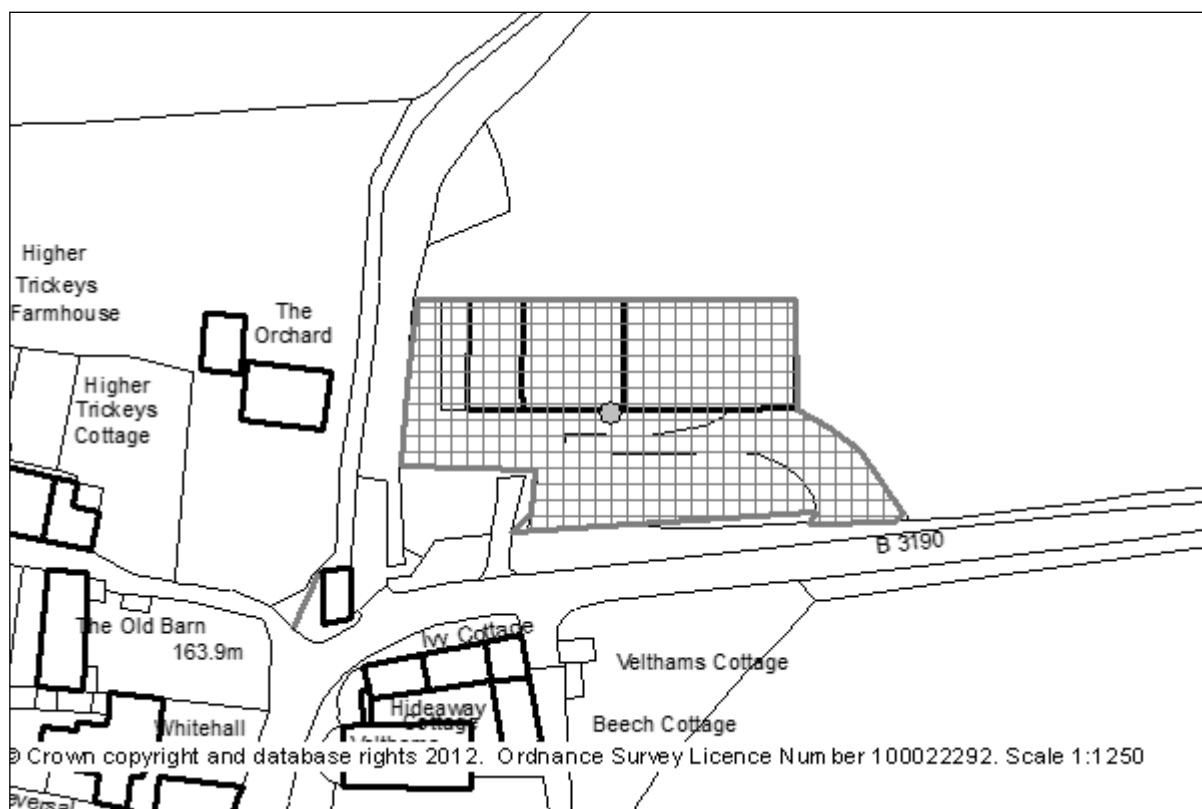 Higher
Trickeys
Farmhouse
The
Orchard
Higher
Trickeys
Cottage
B 3190
The Old Barn
163.9m
Ivy Cottage
Velthams Cottage
Hideaway
Cottage
Whitehall
Beech Cottage
Velthams
© Crown copyright and database rights 2012. Ordnance Survey Licence Number 100022292. Scale 1:1250